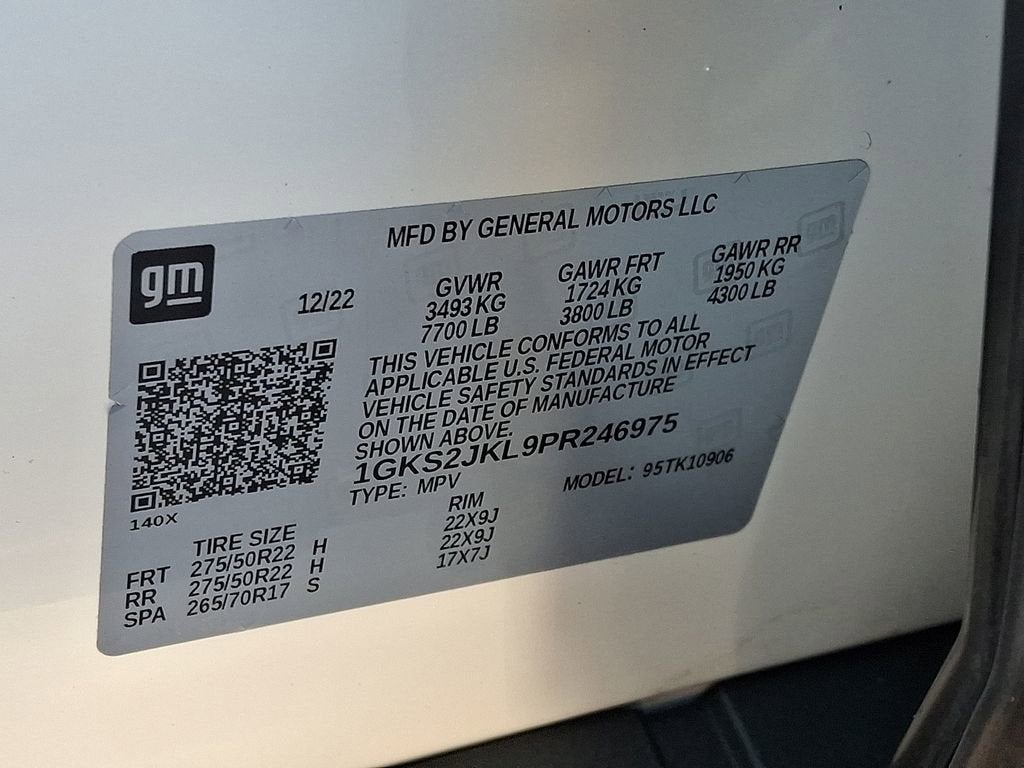 MFD BY GENERAL MOTORS LLC
gm
12/22
GVWR GAWR FRT GAWR RR
3493 KG 1724 KG 1950 KG
7700 LB 3800 LB 4300 LB
THIS VEHICLE CONFORMS TO ALL
APPLICABLE U.S. FEDERAL MOTOR
VEHICLE SAFETY STANDARDS IN EFFECT
ON THE DATE OF MANUFACTURE
SHOWN ABOVE.
1GKS2JKL9PR246975
TYPE: MPV MODEL: 95TK10906
140X
TIRE SIZE RIM
FRT 275/50R22 H 22X9J
RR 275/50R22 H 22X9J
SPA 265/70R17 S 17X7J